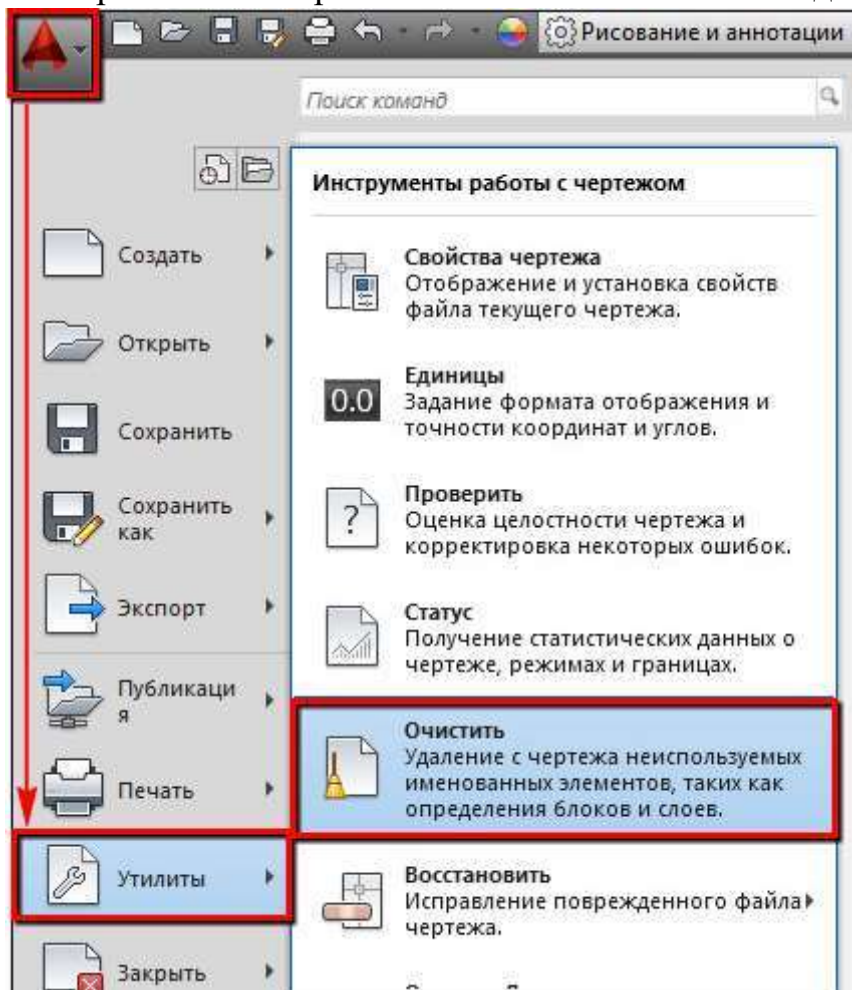 Рисование и аннотации
Поиск команд
Инструменты работы с чертежом
Создать
Открыть
Сохранить
Сохранить
как
Экспорт
Публикаци
я
Печать
Утилиты
Закрыть
Свойства чертежа
Отображение и установка свойств
файла текущего чертежа.
0.0
Единицы
Задание формата отображения и
точности координат и углов.
Проверить
Оценка целостности чертежа и
корректировка некоторых ошибок.
Статус
Получение статистических данных о
чертеже, режимах и границах.
Очистить
Удаление с чертежа неиспользуемых
именованных элементов, таких как
определения блоков и слоев.
Восстановить
Исправление поврежденного файла
чертежа.